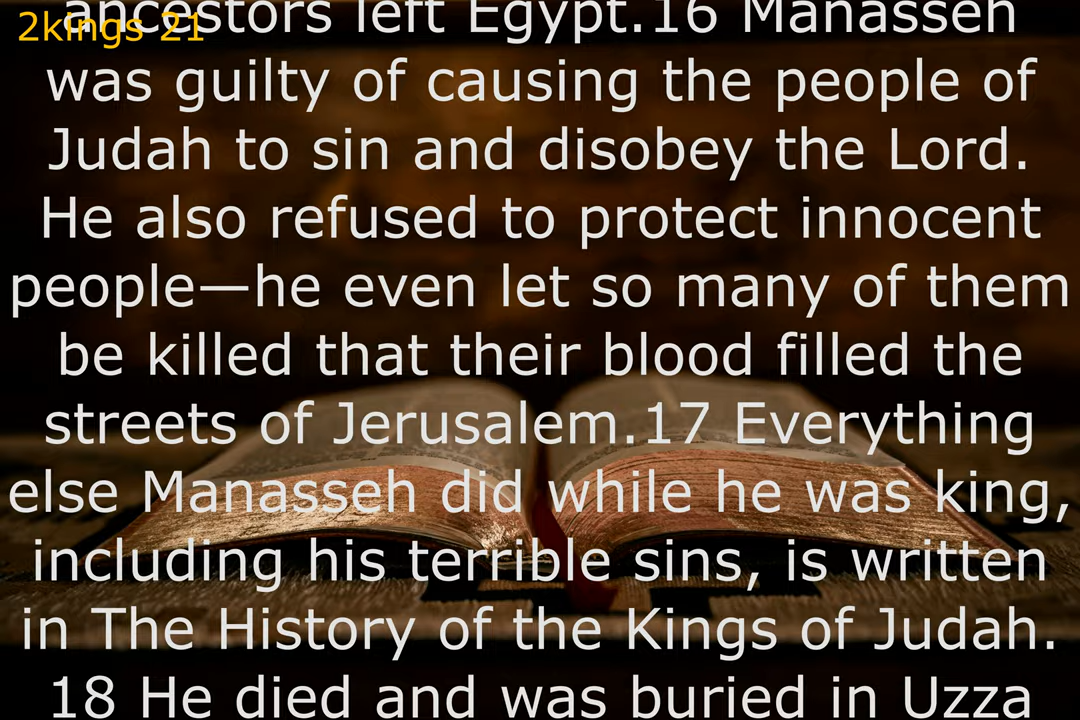 2kings 21
ancestors left Egypt.16 Manasseh
was guilty of causing the people of
Judah to sin and disobey the Lord.
He also refused to protect innocent
people—he even let so many of them
be killed that their blood filled the
streets of Jerusalem.17 Everything
else Manasseh did while he was king,
including his terrible sins, is written
in The History of the Kings of Judah.
18 He died and was buried in Uzza